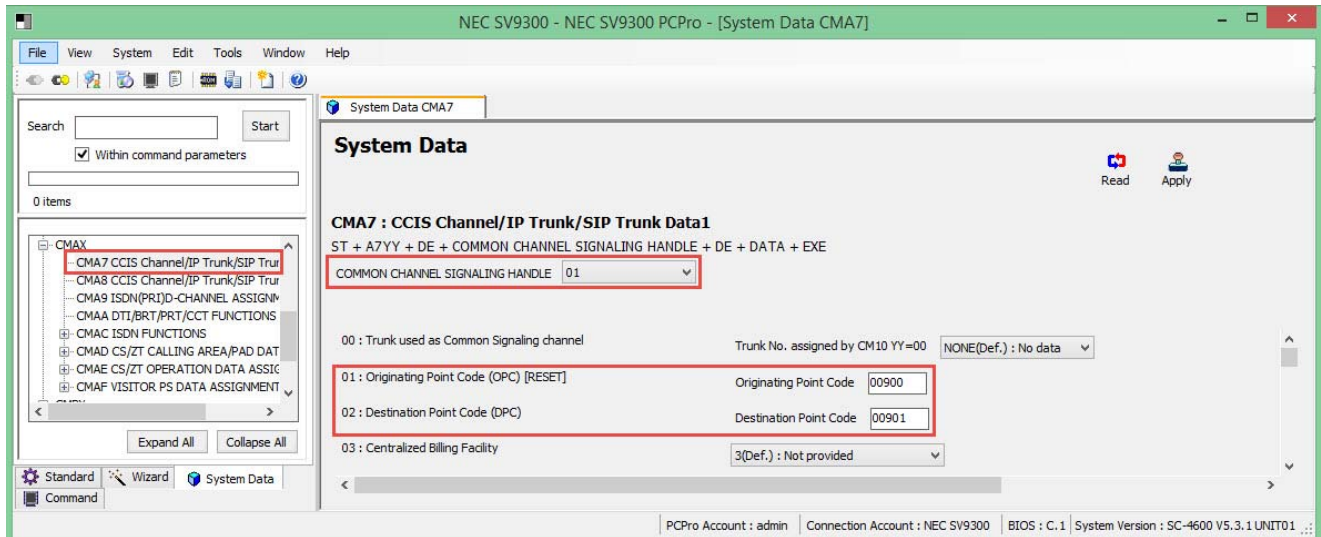 NEC SV9300 - NEC SV9300 PCPro - [System Data CMA7]
File View System Edit Tools Window Help
System Data CMA7
Search Start
Within command parameters
0 items
CMAX
CMA7 CCIS Channel/IP Trunk/SIP Trur
CMA8 CCIS Channel/IP Trunk/SIP Trur
CMA9 ISDN(PRI)D-CHANNEL ASSIGNM
CMAA DTI/BRT/PRT/CCT FUNCTIONS
CMAC ISDN FUNCTIONS
CMAD CS/ZT CALLING AREA/PAD DAT
CMAE CS/ZT OPERATION DATA ASSIG
CMAF VISITOR PS DATA ASSIGNMENT
Expand All Collapse All
Standard Wizard System Data
Command
System Data
Read Apply
CMA7 : CCIS Channel/IP Trunk/SIP Trunk Data1
ST + A7YY + DE + COMMON CHANNEL SIGNALING HANDLE + DE + DATA + EXE
COMMON CHANNEL SIGNALING HANDLE 01
00 : Trunk used as Common Signaling channel Trunk No. assigned by CM10 YY=00 NONE(Def.) : No data
01 : Originating Point Code (OPC) [RESET] Originating Point Code 00900
02 : Destination Point Code (DPC) Destination Point Code 00901
03 : Centralized Billing Facility 3(Def.) : Not provided
PCPro Account : admin Connection Account : NEC SV9300 BIOS : C.1 System Version : SC-4600 V5.3.1 UNIT01